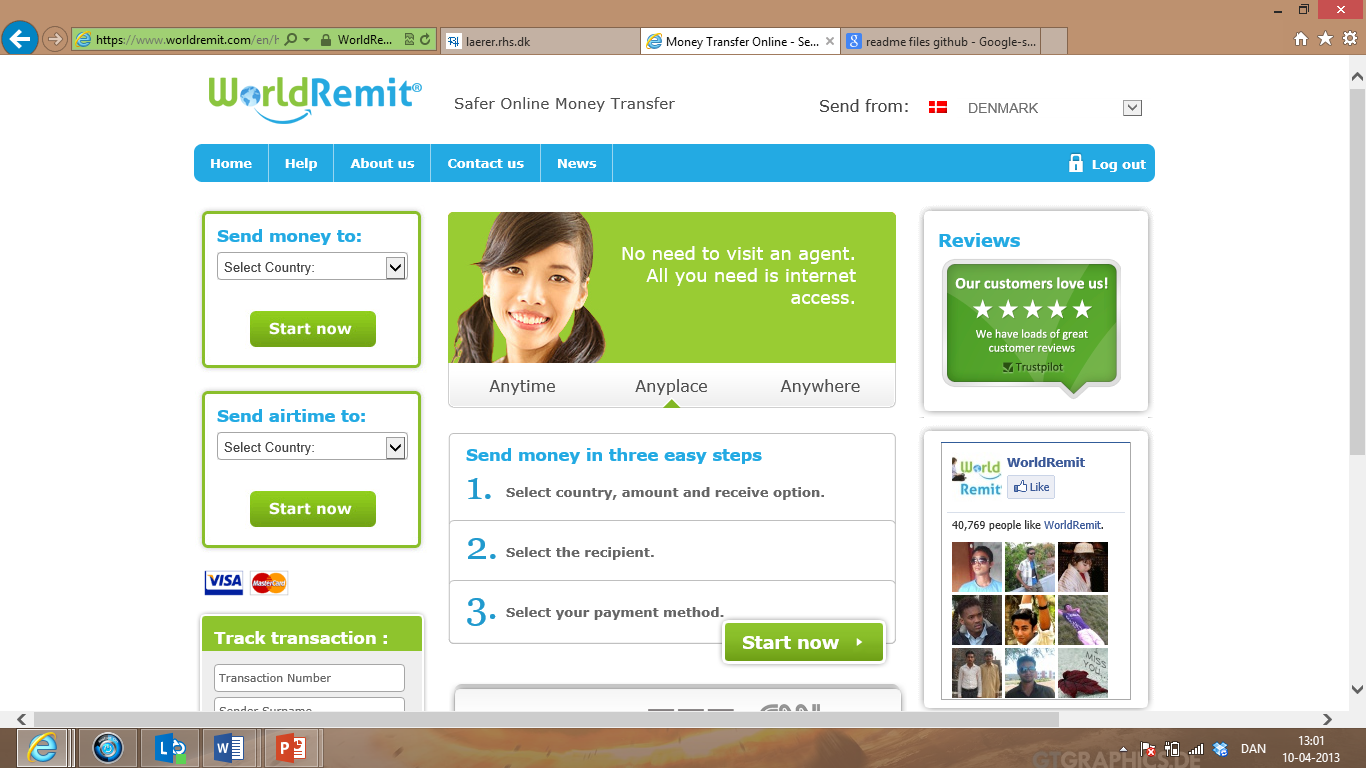 https://www.worldremit.com/en/h
WorldRe...
laerer.rhs.dk
Money Transfer Online - Se...
readme files github - Google-s...
WorldRemit®
Safer Online Money Transfer
Send from:
DENMARK
Home
Help
About us
Contact us
News
Log out
Send money to:
Select Country:
Start now
Send airtime to:
Select Country:
Start now
VISA
MasterCard
Track transaction :
Transaction Number
Sender Surname
No need to visit an agent.
All you need is internet
access.
Anytime
Anyplace
Anywhere
Send money in three easy steps
1. Select country, amount and receive option.
2. Select the recipient.
3. Select your payment method.
Start now
Reviews
Our customers love us!
We have loads of great
customer reviews
Trustpilot
World
Remit
WorldRemit
Like
40,769 people like WorldRemit.
MISS
YOU
DAN
13:01
10-04-2013
GTGRAPHICS.DE